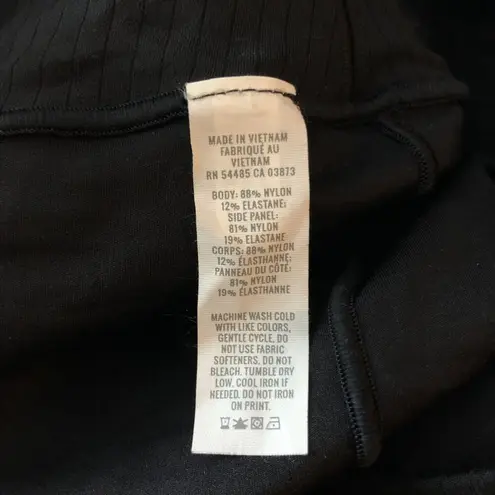 MADE IN VIETNAM
FABRIQUÉ AU
VIETNAM
RN 54485 CA 03873
BODY: 88% NYLON
12% ELASTANE;
SIDE PANEL:
81% NYLON
19% ELASTANE
CORPS: 88% NYLON
12% ÉLASTHANNE;
PANNEAU DU CÔTÉ:
81% NYLON
19% ÉLASTHANNE
MACHINE WASH COLD
WITH LIKE COLORS,
GENTLE CYCLE. DO
NOT USE FABRIC
SOFTENERS. DO NOT
BLEACH. TUMBLE DRY
LOW. COOL IRON IF
NEEDED. DO NOT IRON
ON PRINT.